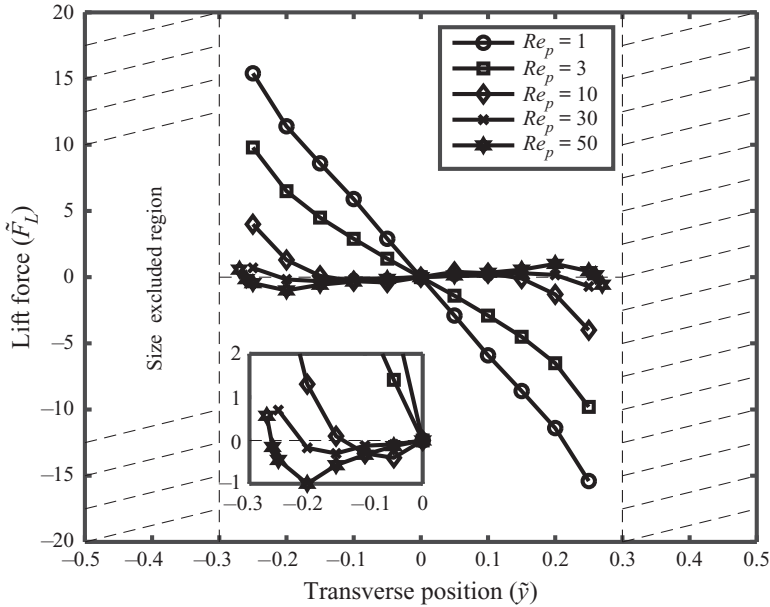 20
15
10
5
0
−5
−10
−15
−20
Lift force (F̃_L)
Size excluded region
Re_p = 1
Re_p = 3
Re_p = 10
Re_p = 30
Re_p = 50
2
1
0
−1
−0.3 −0.2 −0.1 0
−0.5 −0.4 −0.3 −0.2 −0.1 0 0.1 0.2 0.3 0.4 0.5
Transverse position (ỹ)